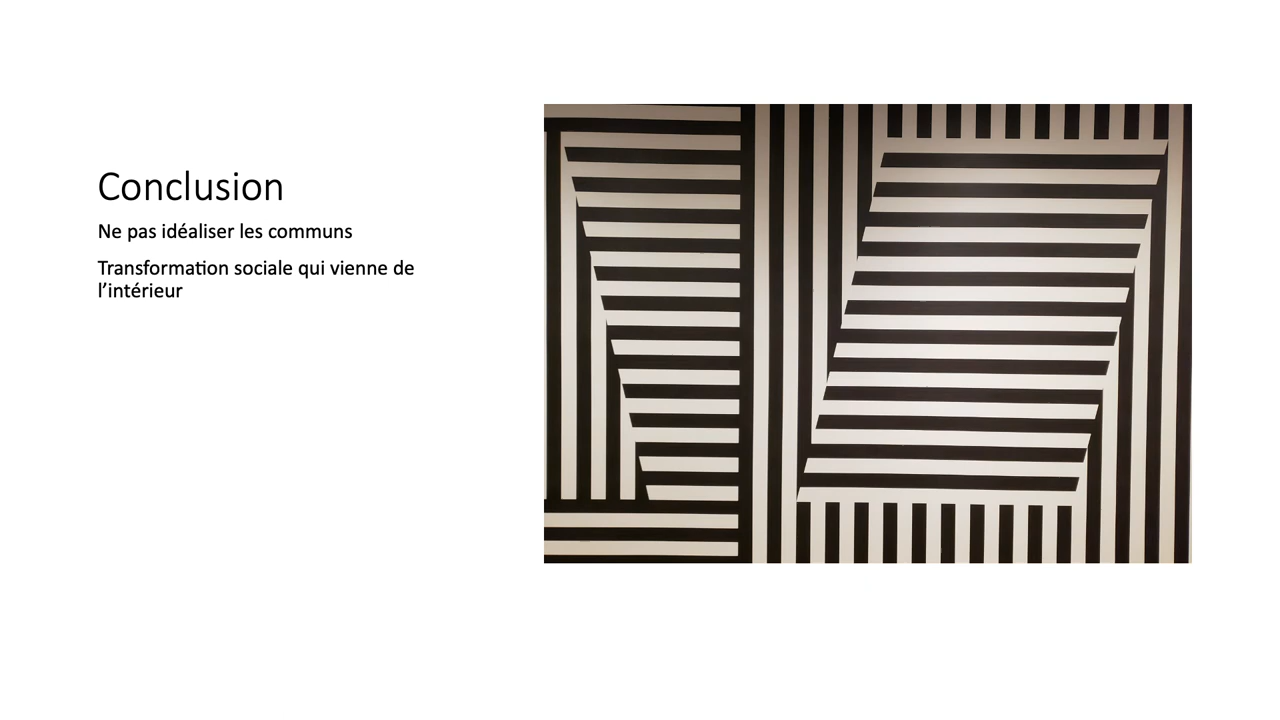 Conclusion
Ne pas idéaliser les communs
Transformation sociale qui vienne de
l’intérieur